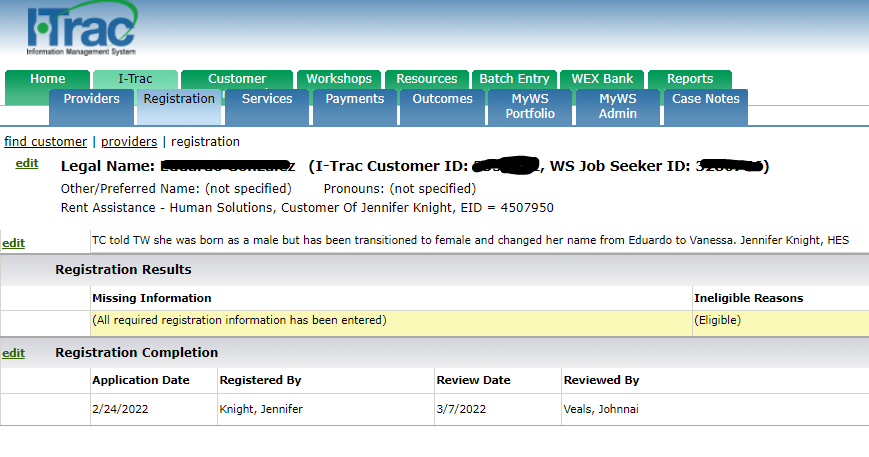 I-Trac
Information Management System
Home I-Trac Customer Workshops Resources Batch Entry WEX Bank Reports
Providers Registration Services Payments Outcomes MyWS Portfolio MyWS Admin Case Notes
find customer | providers | registration
edit Legal Name: (I-Trac Customer ID: , WS Job Seeker ID: )
Other/Preferred Name: (not specified) Pronouns: (not specified)
Rent Assistance - Human Solutions, Customer Of Jennifer Knight, EID = 4507950
edit TC told TW she was born as a male but has been transitioned to female and changed her name from Eduardo to Vanessa. Jennifer Knight, HES
Registration Results
Missing Information Ineligible Reasons
(All required registration information has been entered) (Eligible)
edit Registration Completion
Application Date Registered By Review Date Reviewed By
2/24/2022 Knight, Jennifer 3/7/2022 Veals, Johnnai